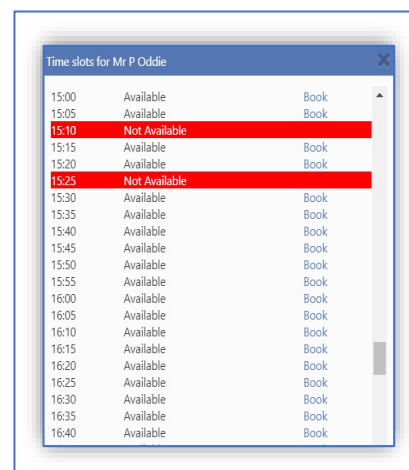 Time slots for Mr P Oddie
15:00 Available Book
15:05 Available Book
15:10 Not Available
15:15 Available Book
15:20 Available Book
15:25 Not Available
15:30 Available Book
15:35 Available Book
15:40 Available Book
15:45 Available Book
15:50 Available Book
15:55 Available Book
16:00 Available Book
16:05 Available Book
16:10 Available Book
16:15 Available Book
16:20 Available Book
16:25 Available Book
16:30 Available Book
16:35 Available Book
16:40 Available Book